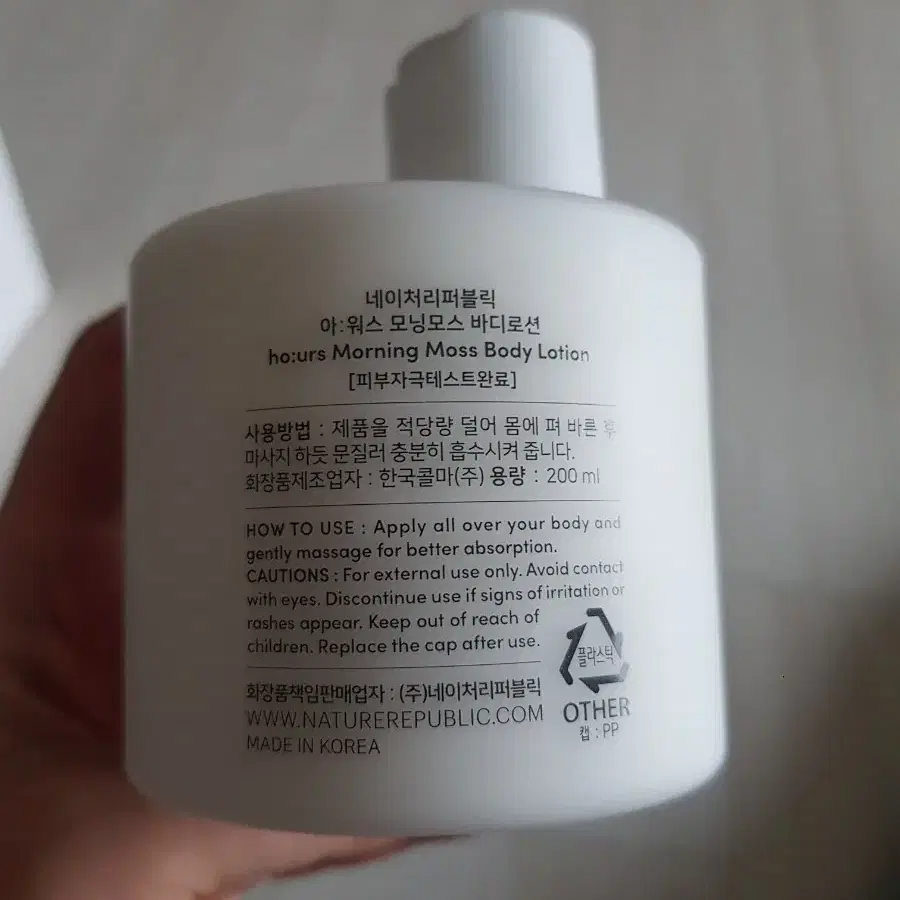 네이처리퍼블릭
아:워스 모닝모스 바디로션
ho:urs Morning Moss Body Lotion
[피부자극테스트완료]
사용방법 : 제품을 적당량 덜어 몸에 펴 바른 후
마사지 하듯 문질러 충분히 흡수시켜 줍니다.
화장품제조업자 : 한국콜마(주) 용량 : 200 ml
HOW TO USE : Apply all over your body and
gently massage for better absorption.
CAUTIONS : For external use only. Avoid contact
with eyes. Discontinue use if signs of irritation or
rashes appear. Keep out of reach of
children. Replace the cap after use.
플라스틱
OTHER
캡 : PP
화장품책임판매업자 : (주)네이처리퍼블릭
WWW.NATUREREPUBLIC.COM
MADE IN KOREA